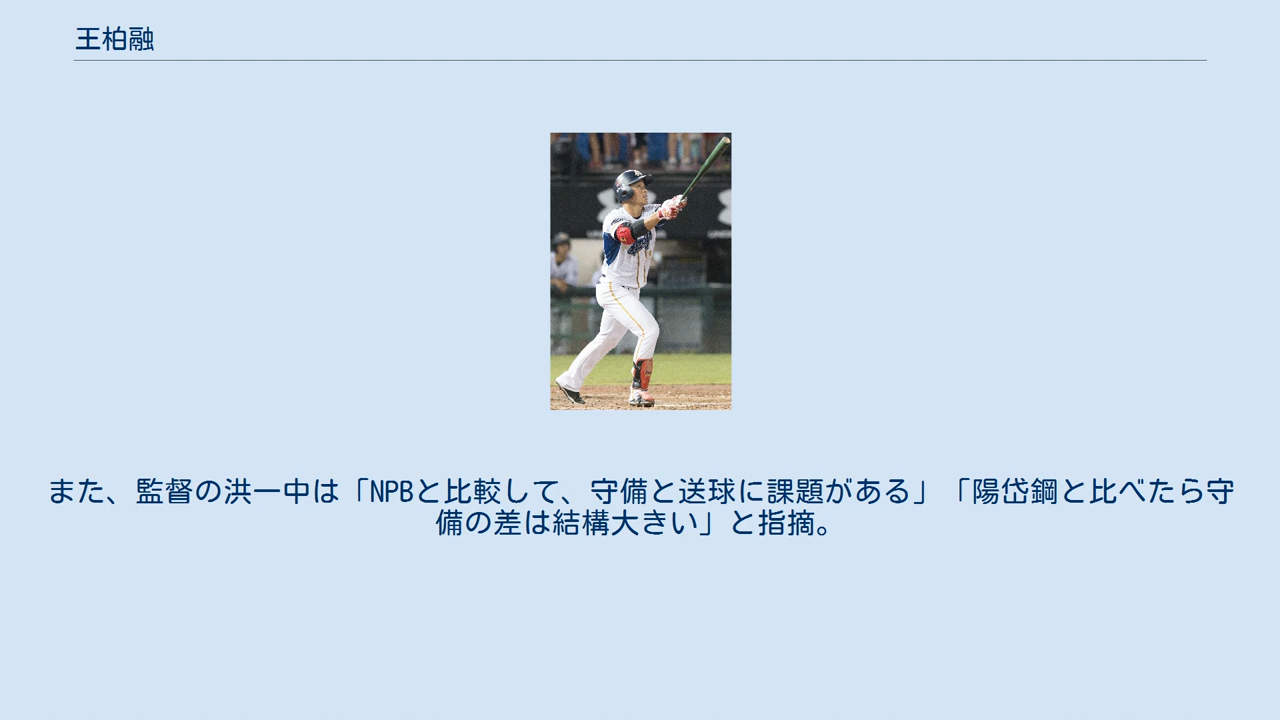 王柏融
また、監督の洪一中は「NPBと比較して、守備と送球に課題がある」「陽岱鋼と比べたら守
備の差は結構大きい」と指摘。